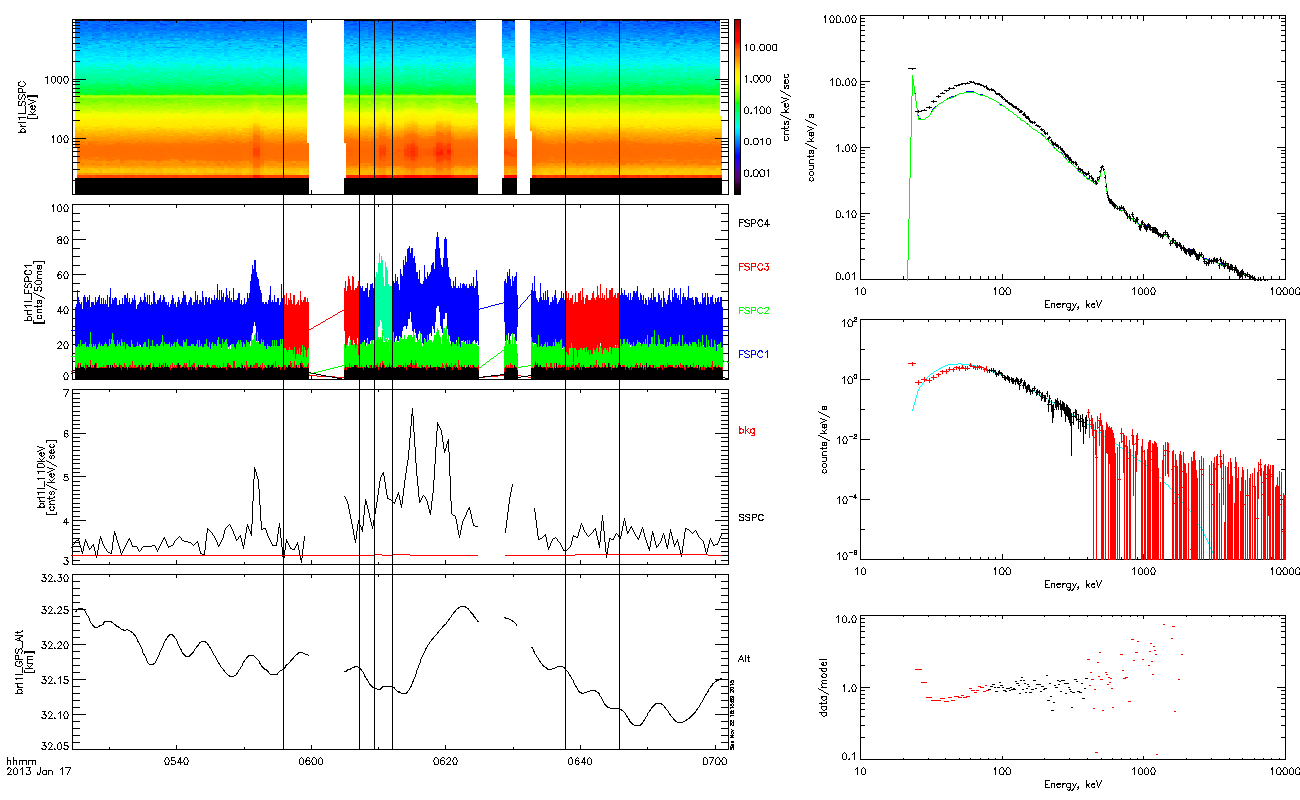 brl1L_SSPC
[keV]
1000
100
10.000
1.000
0.100
0.010
0.001
cnts/keV/sec
brl1L_FSPC1
[cnts/50ms]
100
80
60
40
20
0
FSPC4
FSPC3
FSPC2
FSPC1
brl1L_110keV
[cnts/keV/sec]
7
6
5
4
3
bkg
SSPC
brl1L_GPS_Alt
[km]
32.30
32.25
32.20
32.15
32.10
32.05
Alt
hhmm
2013 Jan 17
0540
0600
0620
0640
0700
counts/keV/s
100.00
10.00
1.00
0.10
0.01
10
100
1000
10000
Energy, keV
counts/keV/s
10²
10⁰
10⁻²
10⁻⁴
10⁻⁶
10
100
1000
10000
Energy, keV
data/model
10.0
1.0
0.1
10
100
1000
10000
Energy, keV